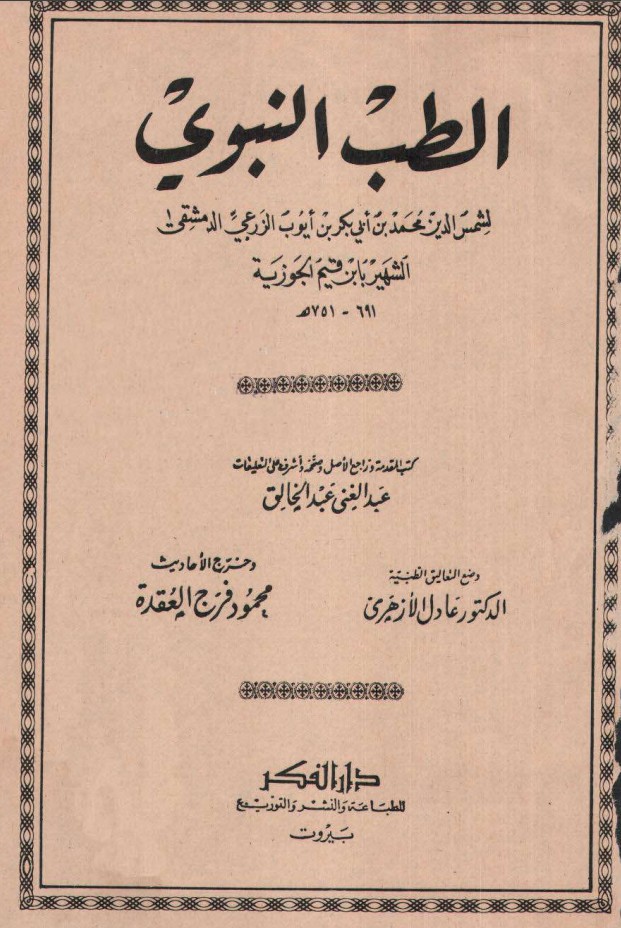 الطب النبوي
لشمس الدين محمد بن أبي بكر بن أيوب الزرعي الدمشقي
الشهير بابن قيم الجوزية
٦٩١ - ٧٥١ھ
كتب المقدمة وراجع الأصل وصححه وأشرف على التعليقات
عبد الغني عبد الخالق
وضع التعاليق الطبية
الدكتور عادل الأزهري
وخرج الأحاديث
محمود فرج العقدة
دار الفكر
للطباعة والنشر والتوزيع
بيروت